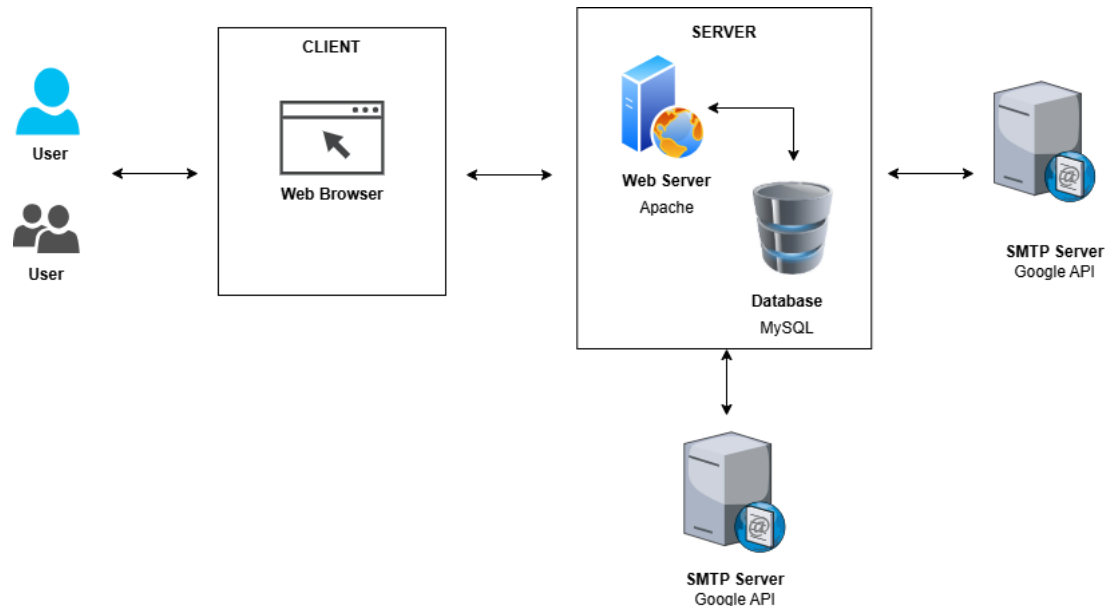 CLIENT
SERVER
User
Web Browser
User
Web Server
Apache
Database
MySQL
SMTP Server
Google API
SMTP Server
Google API